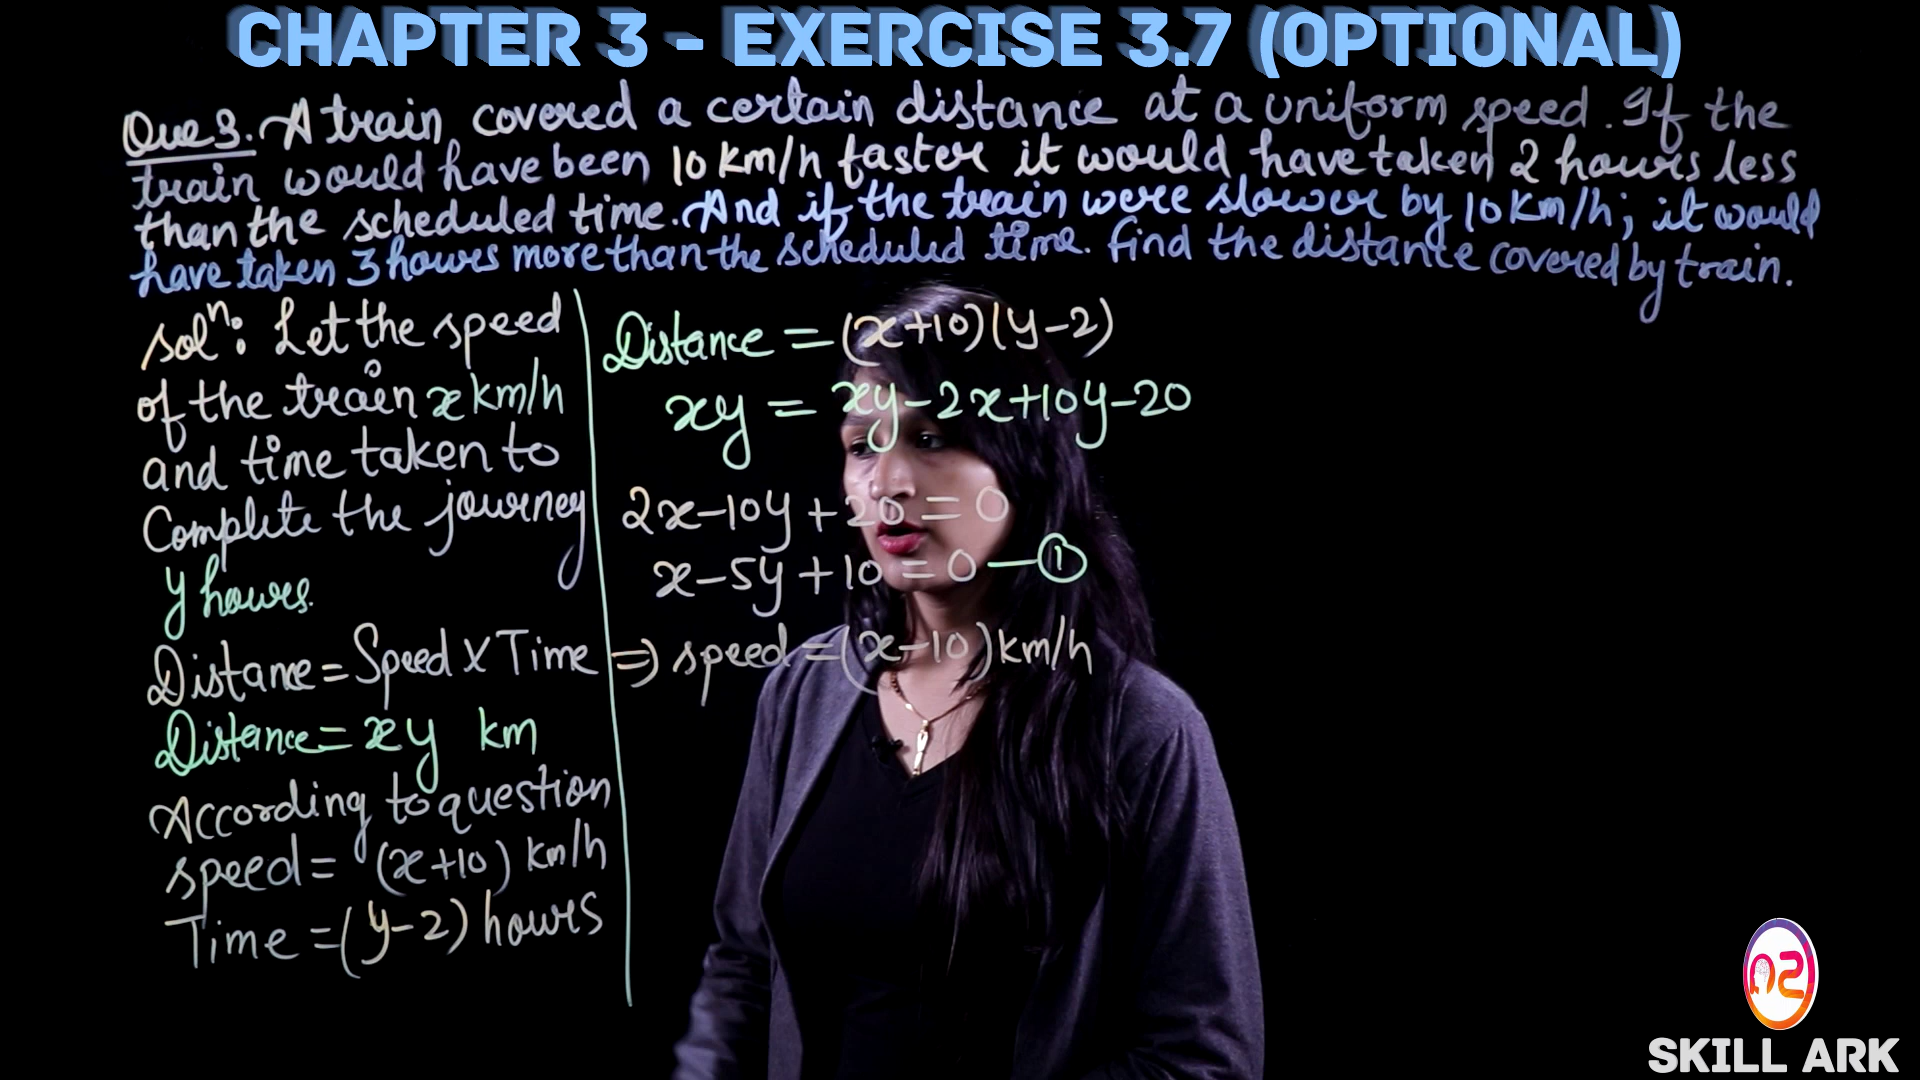 CHAPTER 3 - EXERCISE 3.7 (OPTIONAL)
Que 3. A train covered a certain distance at a uniform speed. If the
train would have been 10 km/h faster it would have taken 2 hours less
than the scheduled time. And if the train were slower by 10 km/h; it would
have taken 3 hours more than the scheduled time. Find the distance covered by train.
solⁿ: Let the speed
of the train x km/h
and time taken to
Complete the journey
y hours.
Distance = Speed X Time
Distance = xy km
According to question
speed = (x+10) km/h
Time = (y-2) hours
Distance = (x+10)(y-2)
xy = xy-2x+10y-20
2x-10y+20=0
x-5y+10=0 — ①
⇒ speed = (x-10) km/h
SKILL ARK